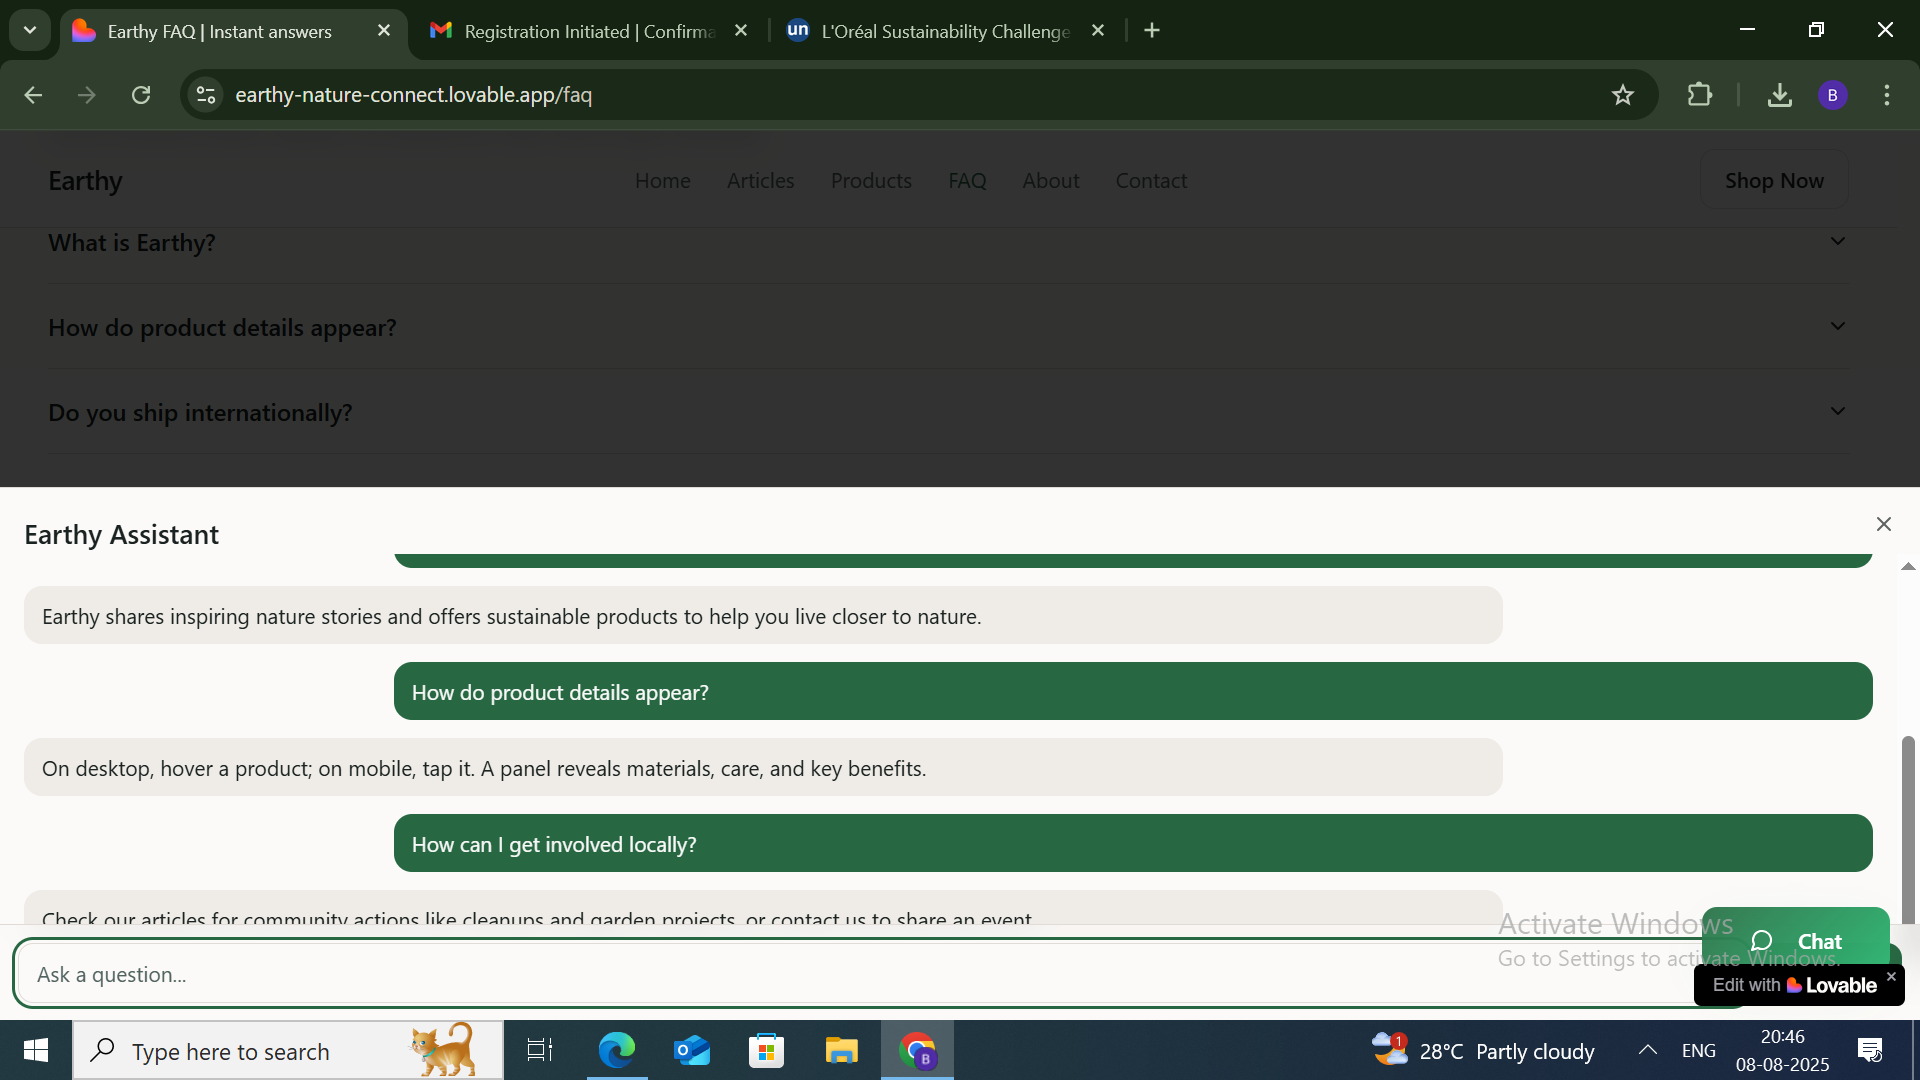 Earthy FAQ | Instant answers
Registration Initiated | Confirma
un
L'Oréal Sustainability Challenge
earthy-nature-connect.lovable.app/faq
B
Earthy
Home
Articles
Products
FAQ
About
Contact
Shop Now
What is Earthy?
How do product details appear?
Do you ship internationally?
Earthy Assistant
Earthy shares inspiring nature stories and offers sustainable products to help you live closer to nature.
How do product details appear?
On desktop, hover a product; on mobile, tap it. A panel reveals materials, care, and key benefits.
How can I get involved locally?
Check our articles for community actions like cleanups and garden projects, or contact us to share an event.
Activate Windows
Go to Settings to activate Windows.
Chat
Ask a question...
Edit with Lovable
Type here to search
B
1
28°C Partly cloudy
ENG
20:46
08-08-2025